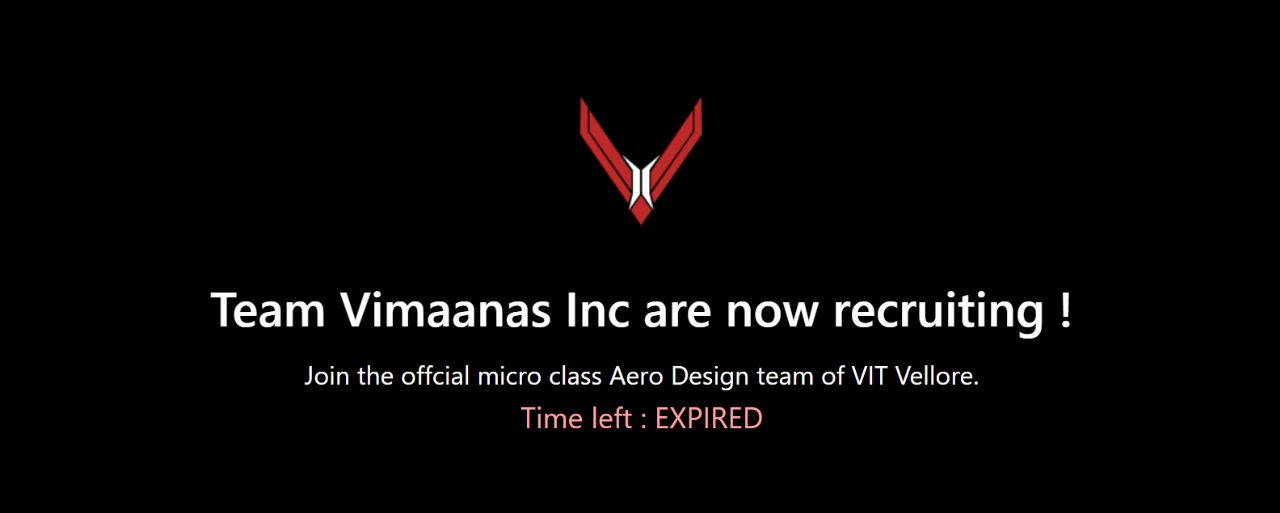 Team Vimaanas Inc are now recruiting !
Join the offcial micro class Aero Design team of VIT Vellore.
Time left : EXPIRED